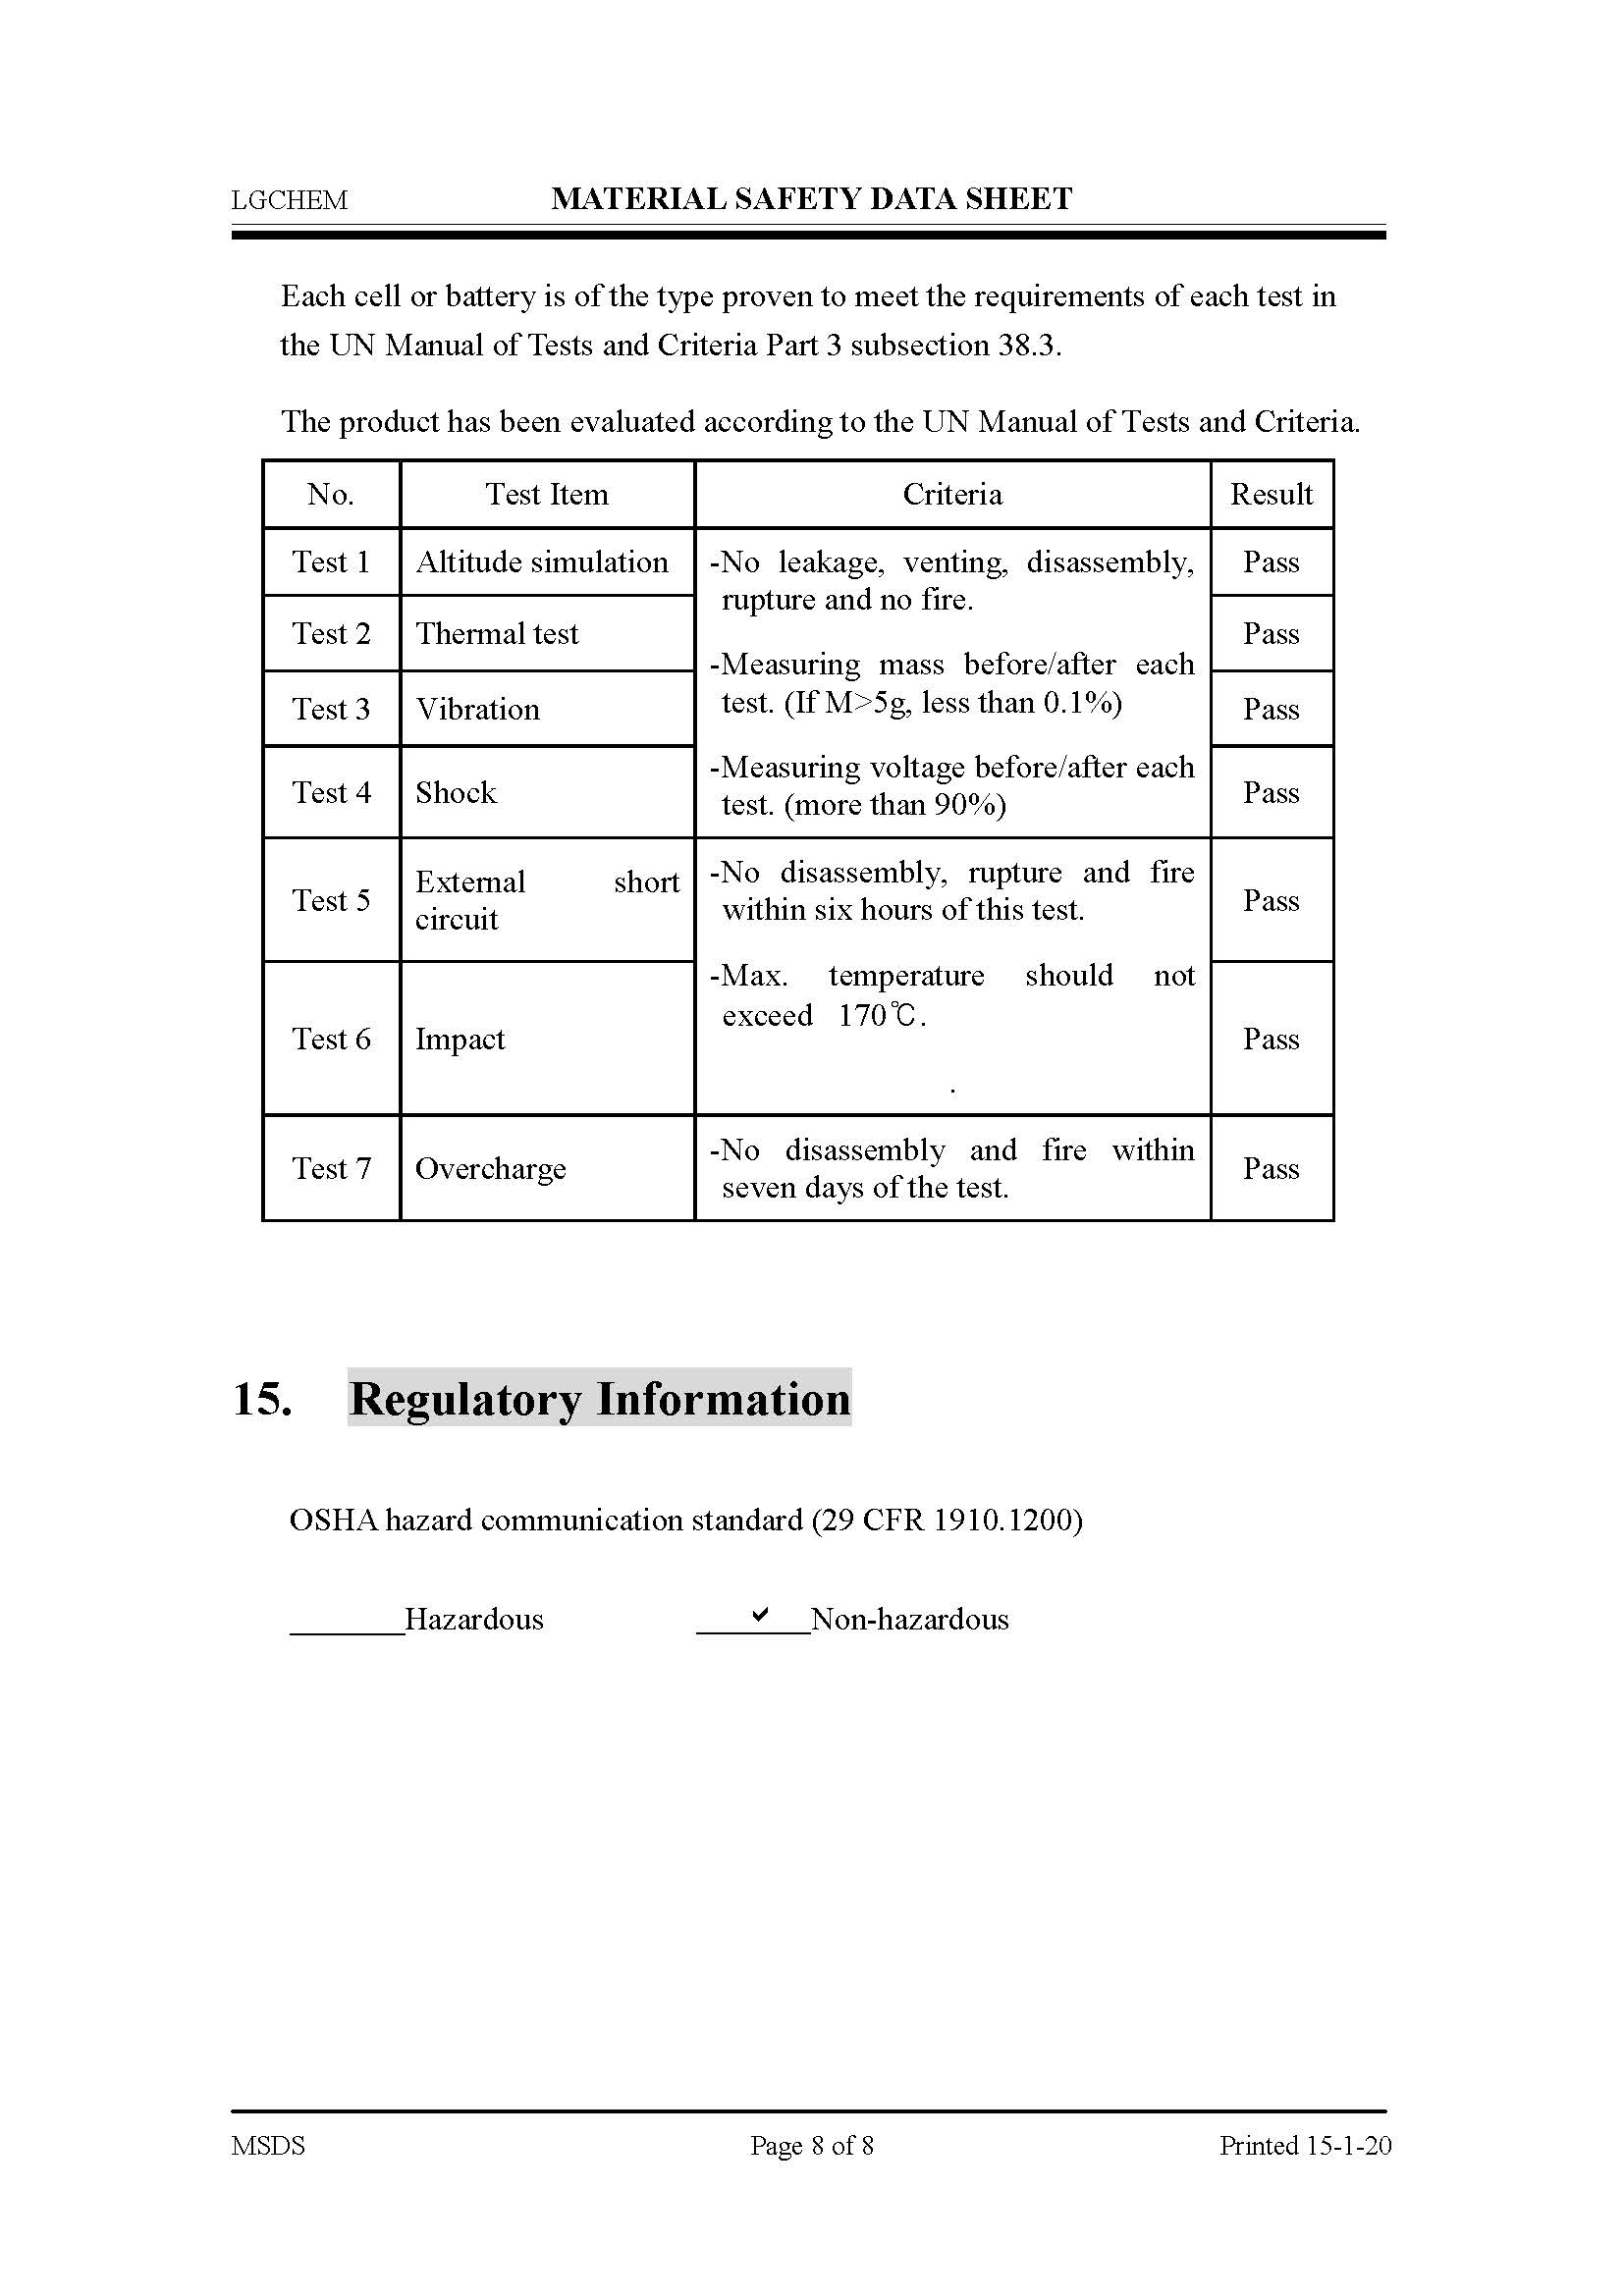 LGCHEM MATERIAL SAFETY DATA SHEET
Each cell or battery is of the type proven to meet the requirements of each test in
the UN Manual of Tests and Criteria Part 3 subsection 38.3.
The product has been evaluated according to the UN Manual of Tests and Criteria.
No. Test Item Criteria Result
Test 1 Altitude simulation -No leakage, venting, disassembly, Pass
rupture and no fire.
Test 2 Thermal test Pass
-Measuring mass before/after each
test. (If M>5g, less than 0.1%)
Test 3 Vibration Pass
-Measuring voltage before/after each
Test 4 Shock Pass
test. (more than 90%)
-No disassembly, rupture and fire
External short
Test 5 Pass
within six hours of this test.
circuit
-Max. temperature should not
exceed 170℃.
Test 6 Impact Pass
.
-No disassembly and fire within
Test 7 Overcharge Pass
seven days of the test.
15. Regulatory Information
OSHA hazard communication standard (29 CFR 1910.1200)
_______Hazardous ___✓___Non-hazardous
MSDS Page 8 of 8 Printed 15-1-20